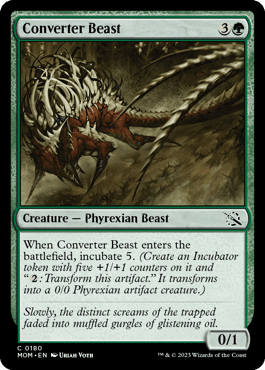 Converter Beast 3
Creature — Phyrexian Beast
When Converter Beast enters the
battlefield, incubate 5. (Create an Incubator
token with five +1/+1 counters on it and
“2: Transform this artifact.” It transforms
into a 0/0 Phyrexian artifact creature.)
Slowly, the distinct screams of the trapped
faded into muffled gurgles of glistening oil.
0/1
C 0180
MOM • EN Uriah Voth
™ & © 2023 Wizards of the Coast